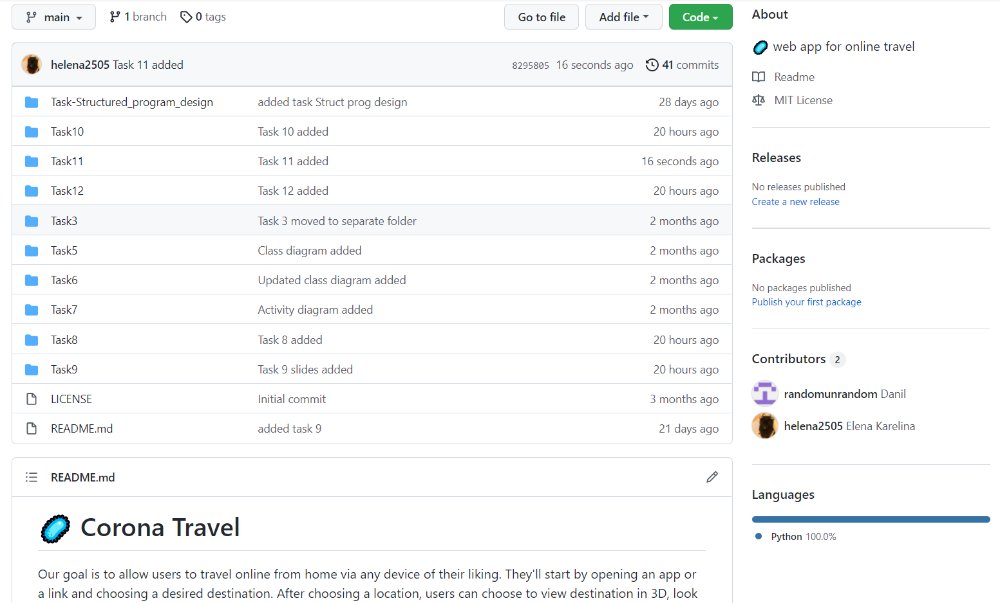 main
1 branch
0 tags
Go to file
Add file
Code
helena2505 Task 11 added
8295805 16 seconds ago 41 commits
Task-Structured_program_design added task Struct prog design 28 days ago
Task10 Task 10 added 20 hours ago
Task11 Task 11 added 16 seconds ago
Task12 Task 12 added 20 hours ago
Task3 Task 3 moved to separate folder 2 months ago
Task5 Class diagram added 2 months ago
Task6 Updated class diagram added 2 months ago
Task7 Activity diagram added 2 months ago
Task8 Task 8 added 20 hours ago
Task9 Task 9 slides added 20 hours ago
LICENSE Initial commit 3 months ago
README.md added task 9 21 days ago
README.md
Corona Travel
Our goal is to allow users to travel online from home via any device of their liking. They'll start by opening an app or
a link and choosing a desired destination. After choosing a location, users can choose to view destination in 3D, look
About
web app for online travel
Readme
MIT License
Releases
No releases published
Create a new release
Packages
No packages published
Publish your first package
Contributors 2
randomunrandom Danil
helena2505 Elena Karelina
Languages
Python 100.0%